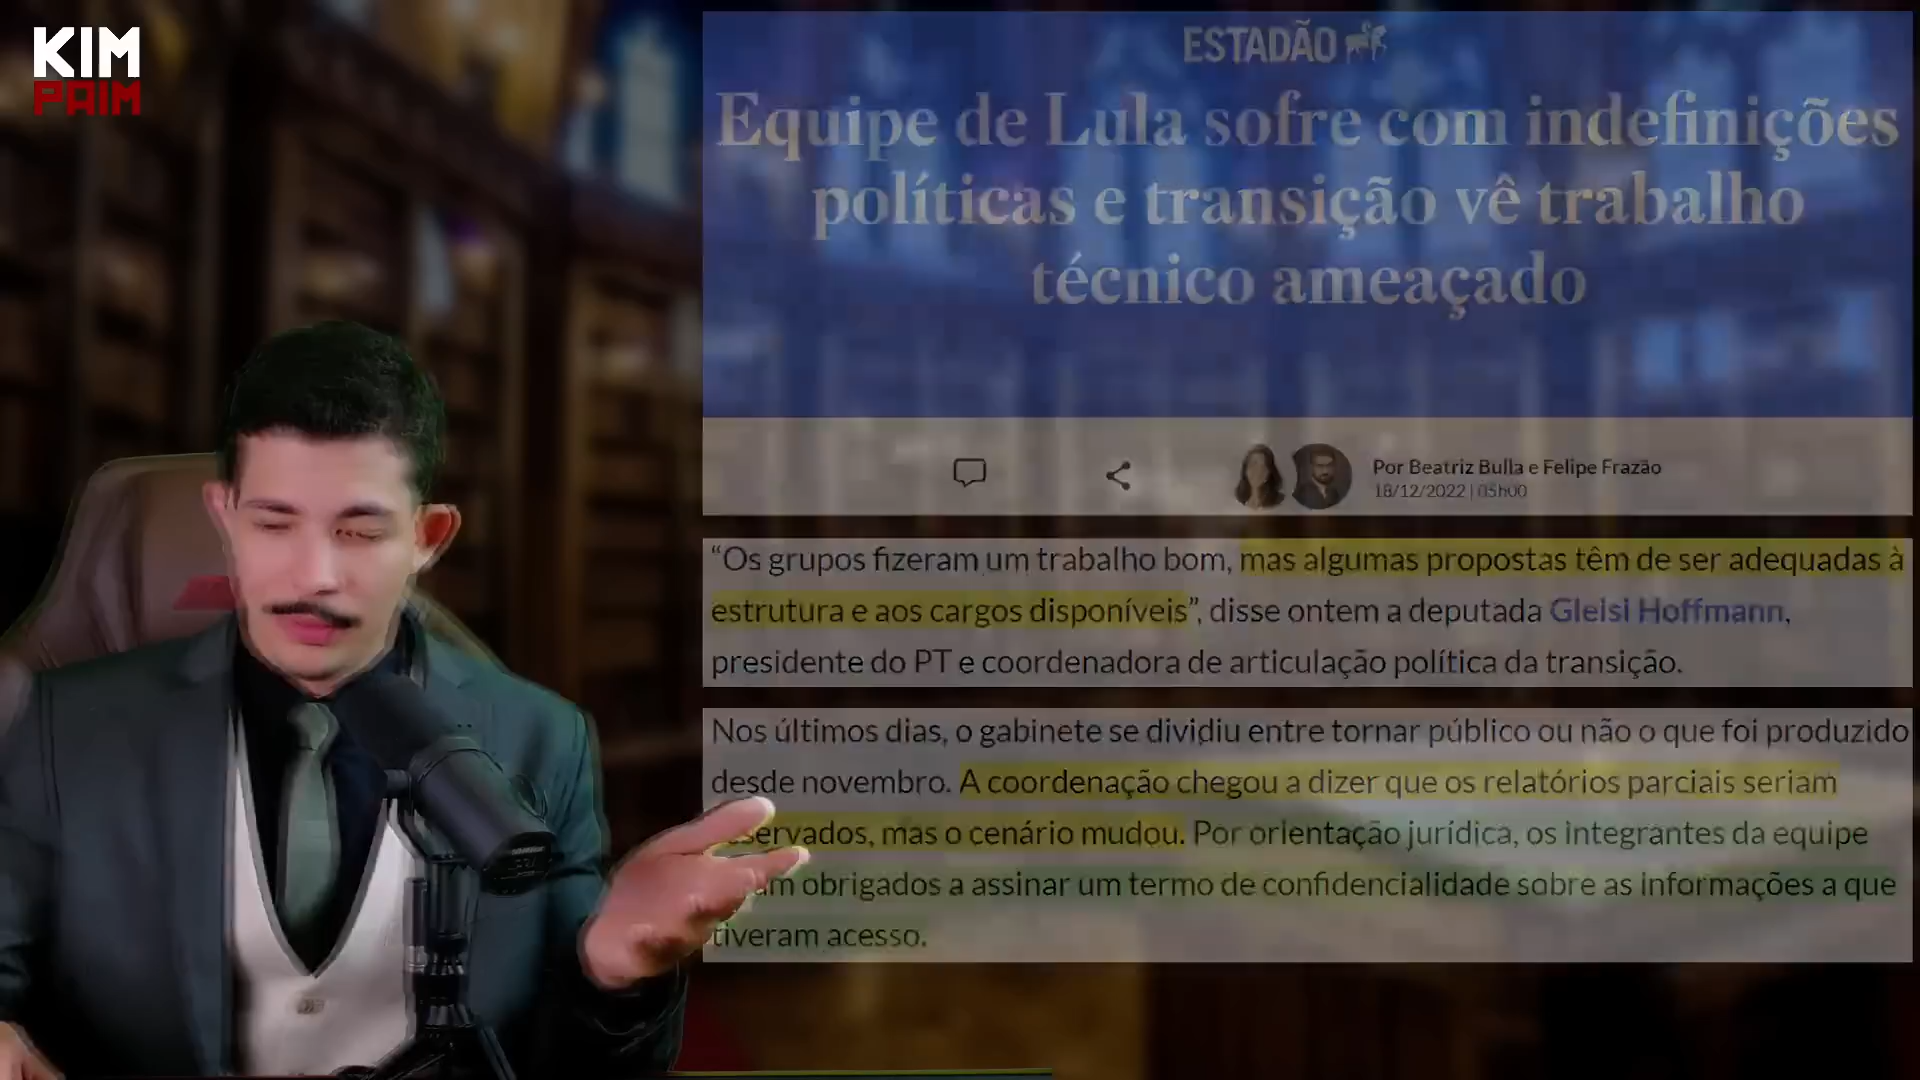 KIM
PAIM
ESTADÃO
Equipe de Lula sofre com indefinições
políticas e transição vê trabalho
técnico ameaçado
Por Beatriz Bulla e Felipe Frazão
18/12/2022 | 05h00
“Os grupos fizeram um trabalho bom, mas algumas propostas têm de ser adequadas à
estrutura e aos cargos disponíveis”, disse ontem a deputada Gleisi Hoffmann,
presidente do PT e coordenadora de articulação política da transição.
Nos últimos dias, o gabinete se dividiu entre tornar público ou não o que foi produzido
desde novembro. A coordenação chegou a dizer que os relatórios parciais seriam
mas o cenário mudou. Por orientação jurídica, os integrantes da equipe
obrigados a assinar um termo de confidencialidade sobre as informações a que
tiveram acesso.